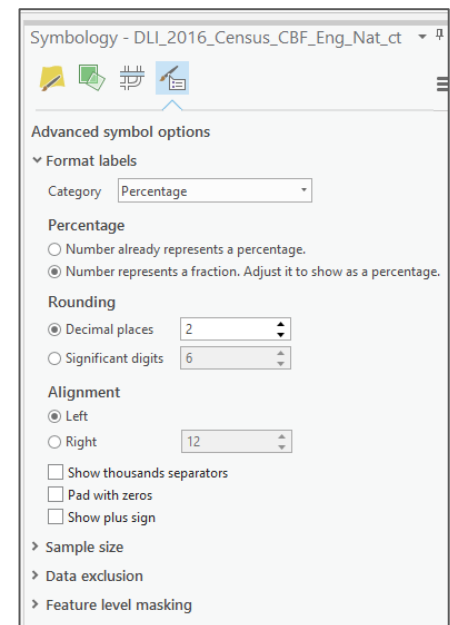 Symbology - DLI_2016_Census_CBF_Eng_Nat_ct
Advanced symbol options
Format labels
Category Percentage
Percentage
Number already represents a percentage.
Number represents a fraction. Adjust it to show as a percentage.
Rounding
Decimal places 2
Significant digits 6
Alignment
Left
Right 12
Show thousands separators
Pad with zeros
Show plus sign
Sample size
Data exclusion
Feature level masking